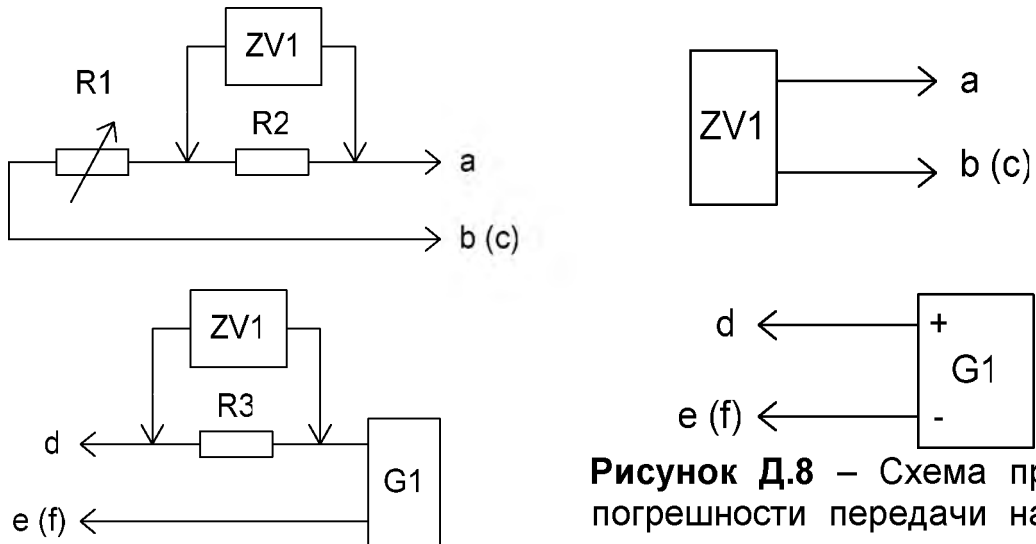 ZV1
R1
R2
a
b (c)
ZV1
a
b (c)
ZV1
R3
d
G1
e (f)
d
+
G1
e (f)
-
Рисунок Д.8 – Схема пр
погрешности передачи на